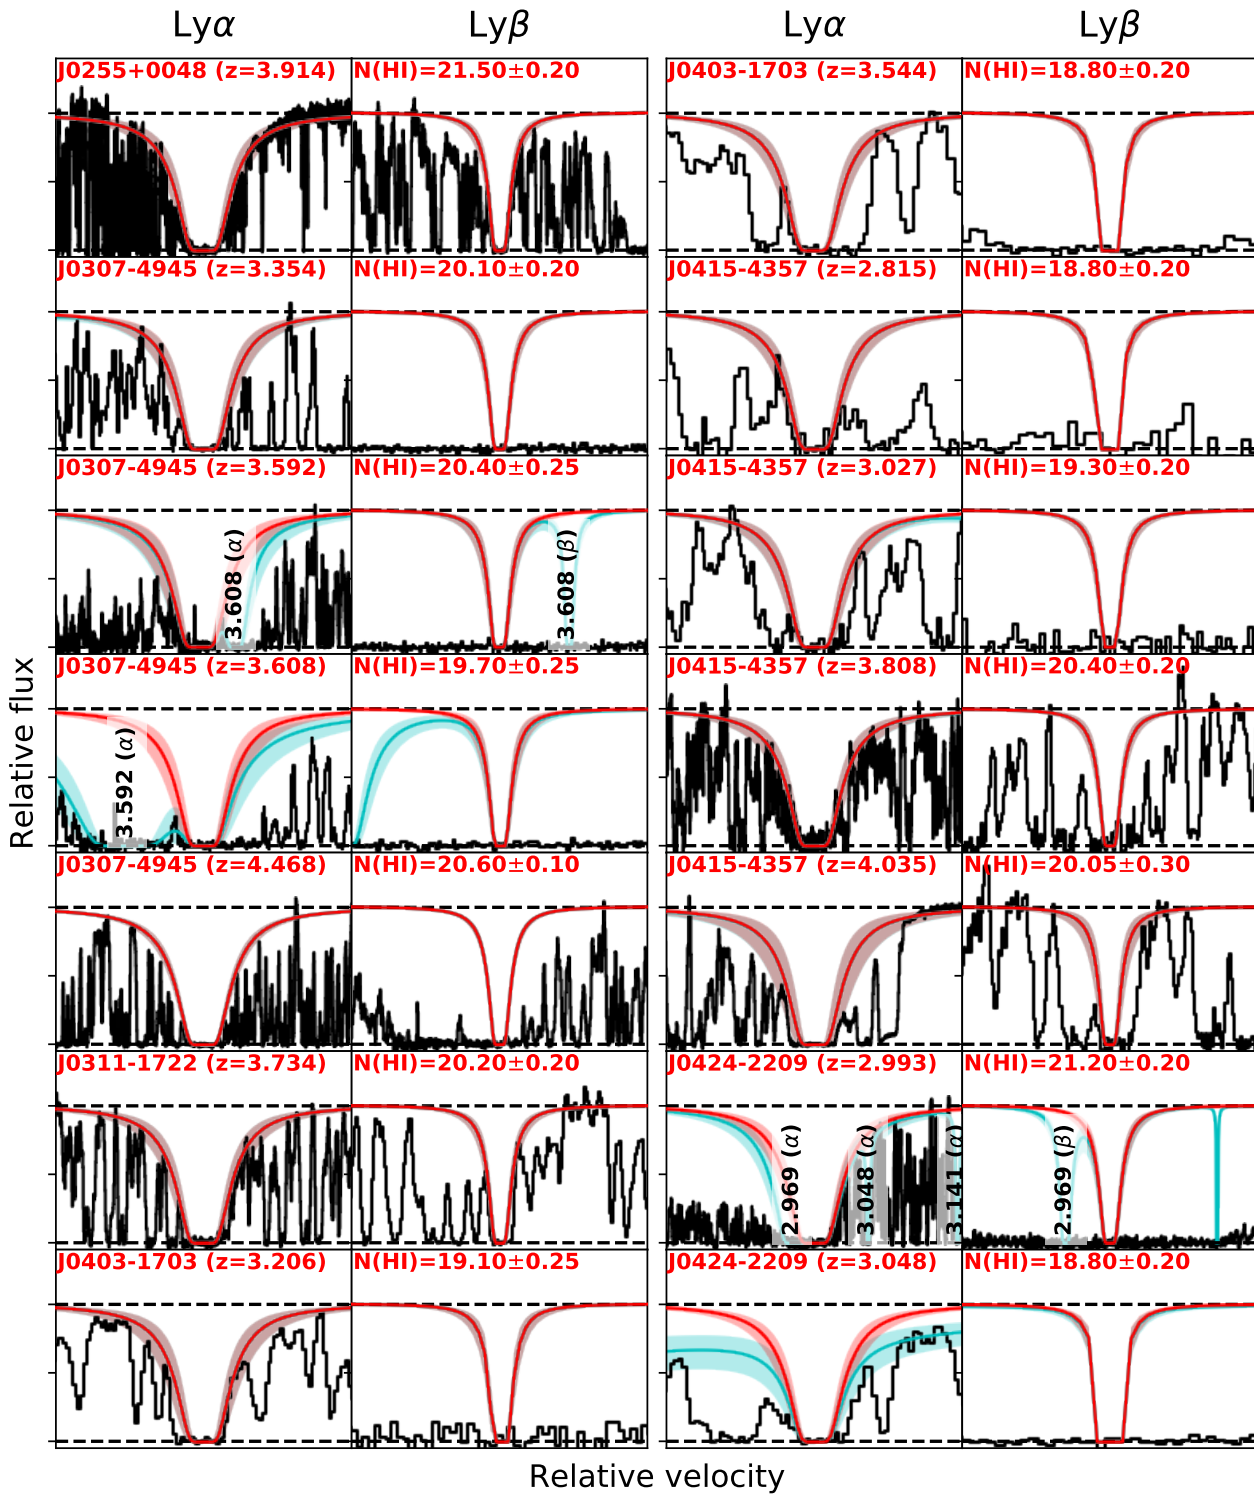 Lyα Lyβ Lyα Lyβ
J0255+0048 (z=3.914) N(HI)=21.50±0.20 J0403-1703 (z=3.544) N(HI)=18.80±0.20
J0307-4945 (z=3.354) N(HI)=20.10±0.20 J0415-4357 (z=2.815) N(HI)=18.80±0.20
J0307-4945 (z=3.592) N(HI)=20.40±0.25 J0415-4357 (z=3.027) N(HI)=19.30±0.20
3.608 (α) 3.608 (β)
J0307-4945 (z=3.608) N(HI)=19.70±0.25 J0415-4357 (z=3.808) N(HI)=20.40±0.20
3.592 (α)
J0307-4945 (z=4.468) N(HI)=20.60±0.10 J0415-4357 (z=4.035) N(HI)=20.05±0.30
J0311-1722 (z=3.734) N(HI)=20.20±0.20 J0424-2209 (z=2.993) N(HI)=21.20±0.20
2.969 (α) 3.048 (α) 3.141 (α) 2.969 (β)
J0403-1703 (z=3.206) N(HI)=19.10±0.25 J0424-2209 (z=3.048) N(HI)=18.80±0.20
Relative flux
Relative velocity